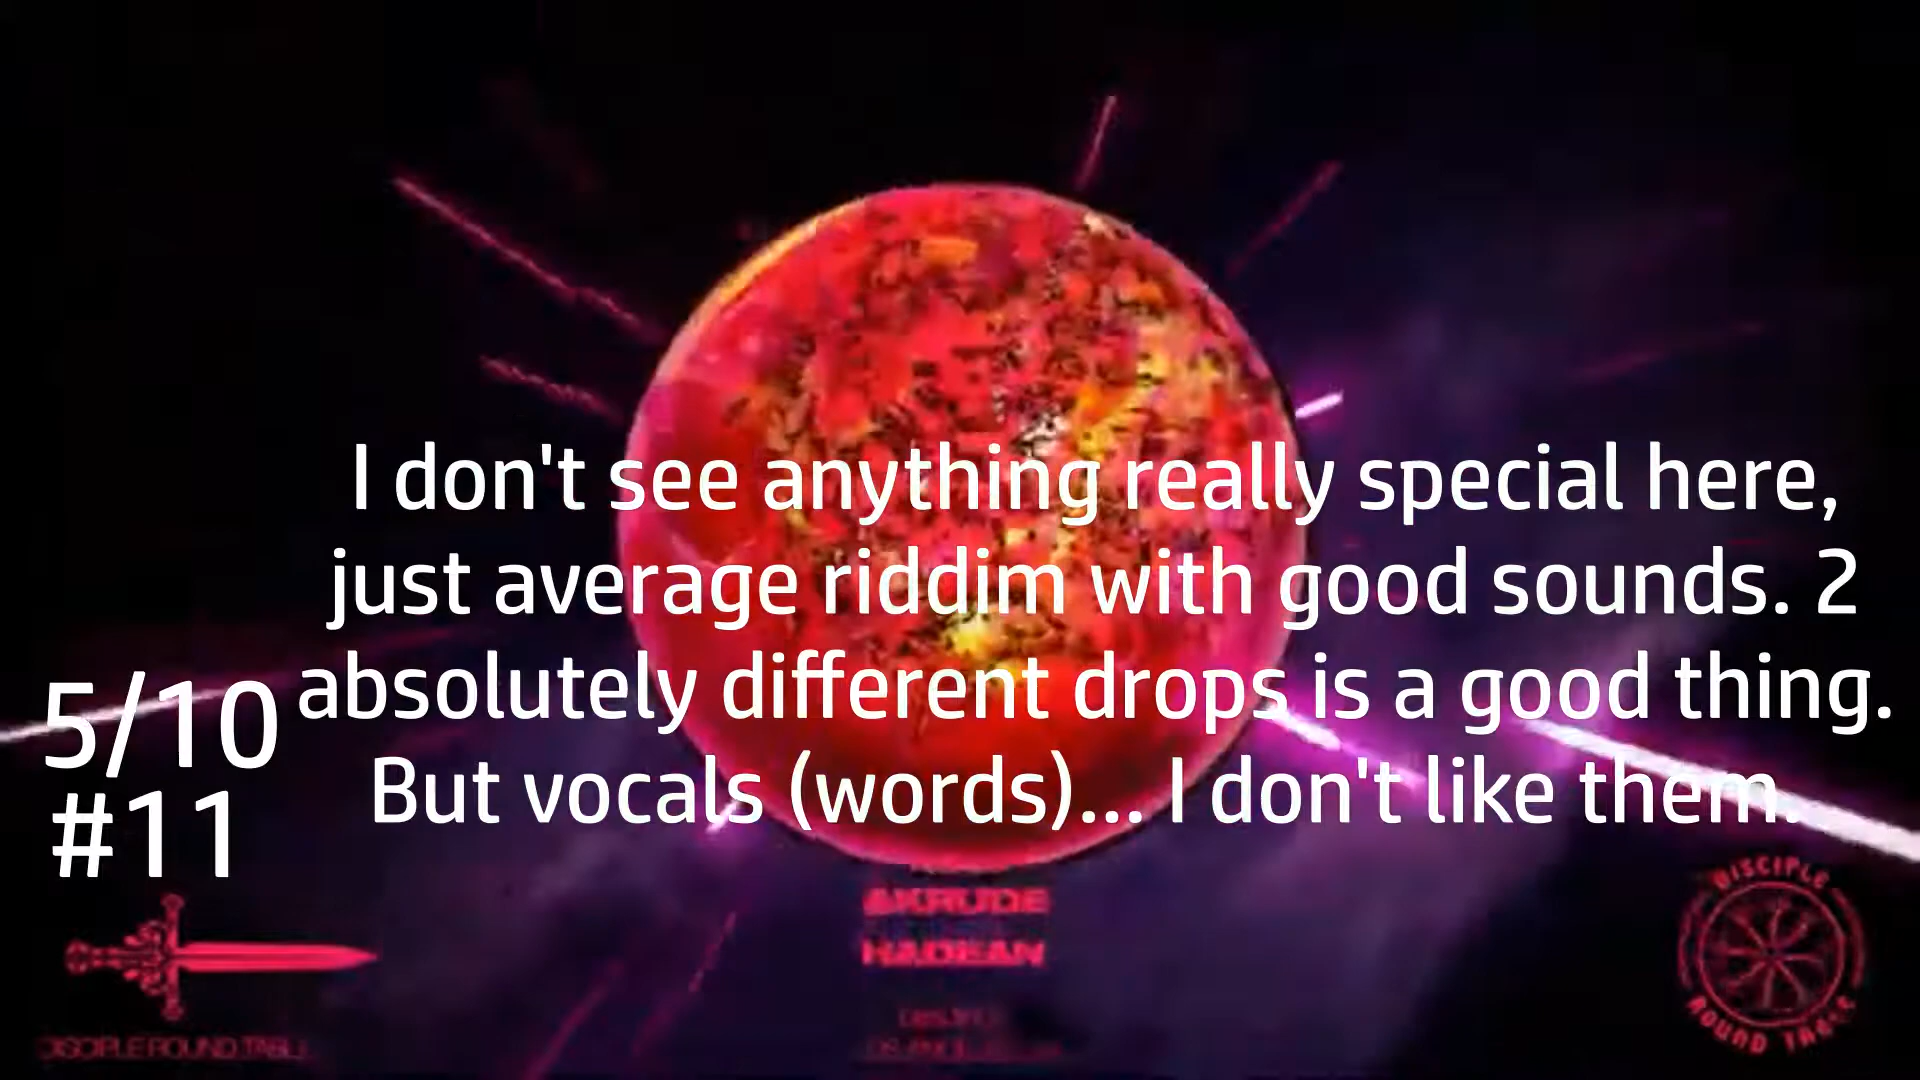 I don't see anything really special here,
just average riddim with good sounds. 2
absolutely different drops is a good thing.
But vocals (words)... I don't like them.
5/10
#11
AKRUDE
HADEAN
DISCIPLE ROUND TABLE
DISCIPLE
ROUND TABLE